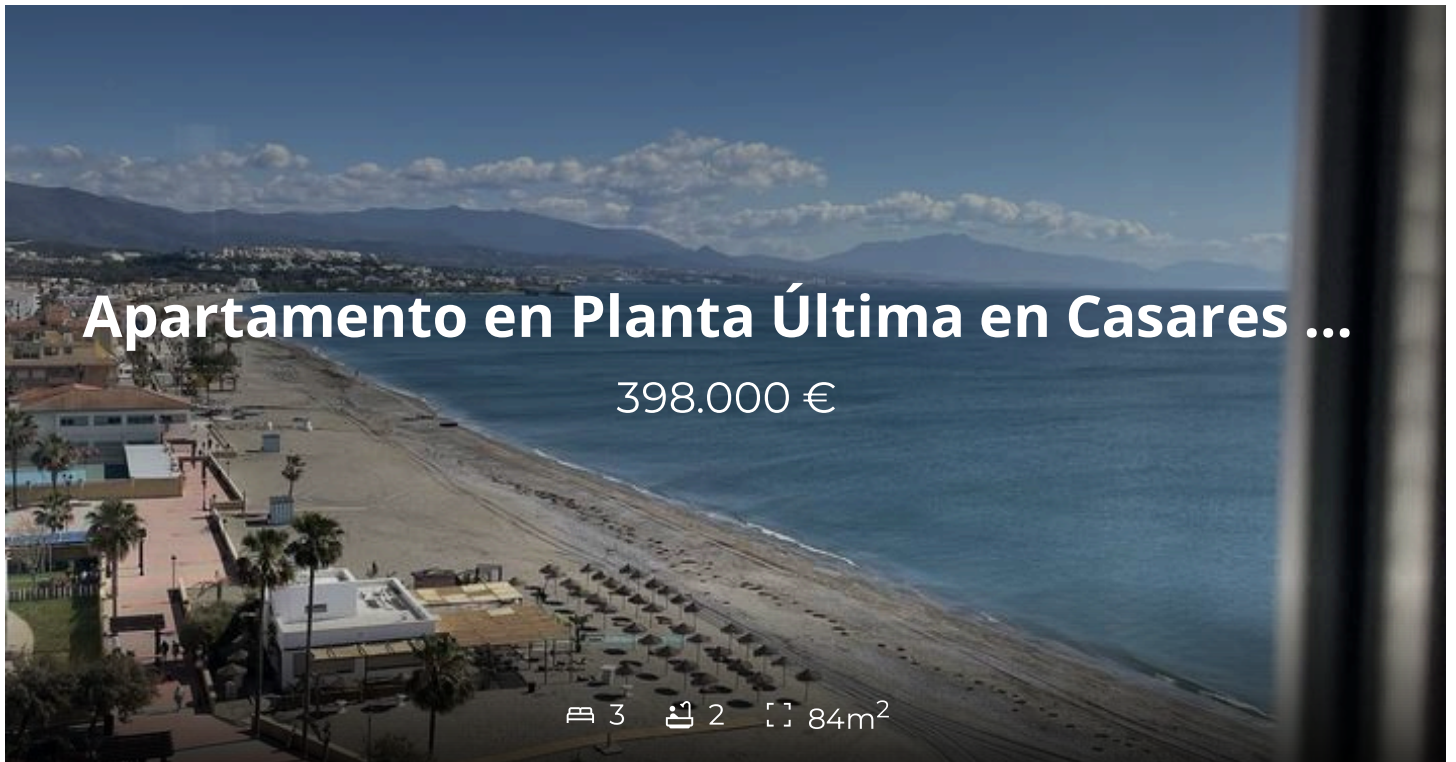 Apartamento en Planta Última en Casares ...
398.000 €
3 2 84m²